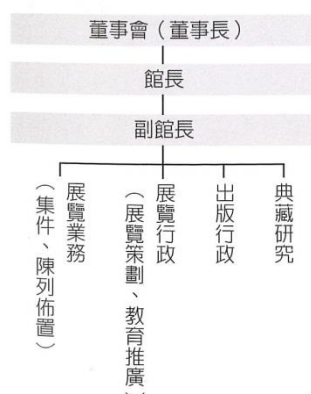 董事會（董事長）
館長
副館長
展覽業務
（集件、陳列佈置）
展覽行政
（展覽策劃、教育推廣）
出版行政
典藏研究